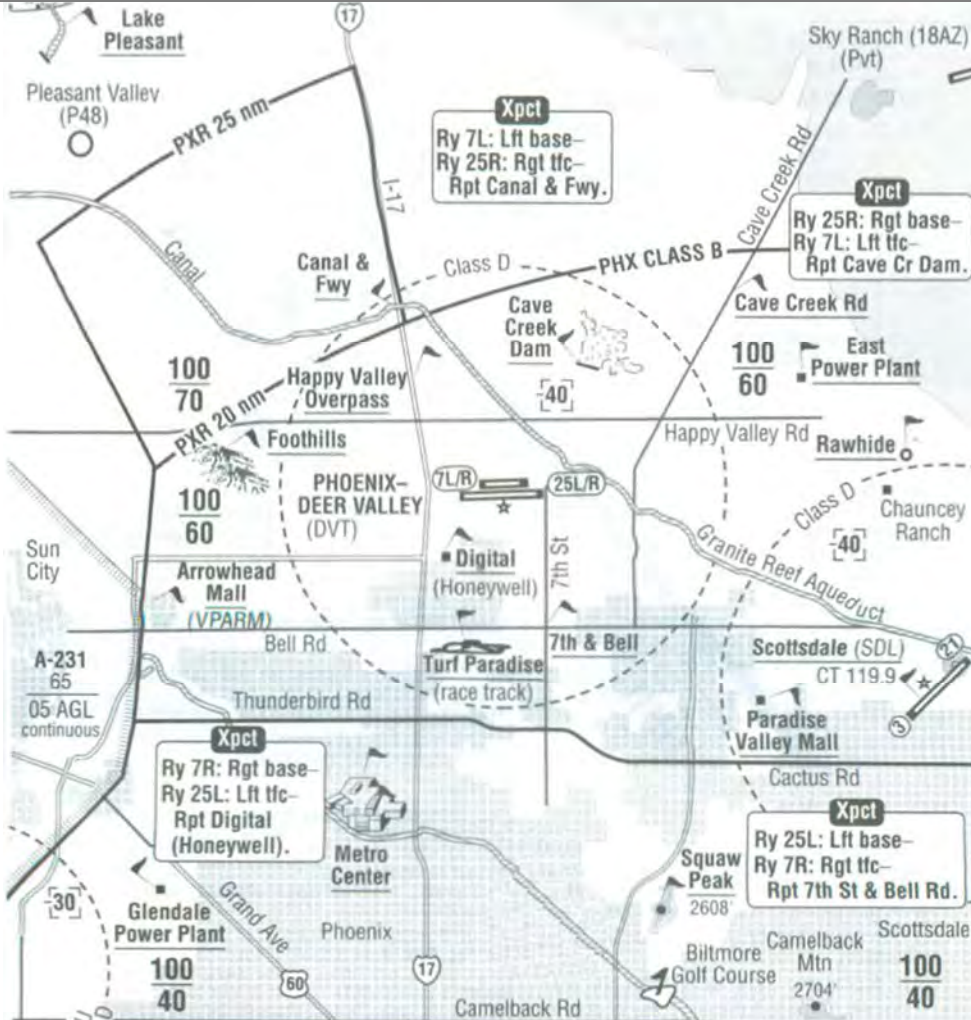 17
Lake
Pleasant
Sky Ranch (18AZ)
(Pvt)
Pleasant Valley
(P48)
PXR 25 nm
Xpct
Ry 7L: Lft base–
Ry 25R: Rgt tfc–
Rpt Canal & Fwy.
I-17
Cave Creek Rd
Xpct
Ry 25R: Rgt base–
Ry 7L: Lft tfc–
Rpt Cave Cr Dam.
Canal
Canal &
Fwy
Class D
PHX CLASS B
Cave Creek Rd
Cave
Creek
Dam
100
70
Happy Valley
Overpass
100
60
East
Power Plant
-40
PXR 20 nm
Foothills
Happy Valley Rd
Rawhide
PHOENIX–
DEER VALLEY
(DVT)
7L/R
25L/R
100
60
Class D
Chauncey
Ranch
-40
Sun
City
Digital
(Honeywell)
7th St
Granite Reef Aqueduct
Arrowhead
Mall
(VPARM)
Bell Rd
Turf Paradise
(race track)
7th & Bell
Scottsdale (SDL)
CT 119.9
21
3
A-231
65
05 AGL
continuous
Thunderbird Rd
Paradise
Valley Mall
Cactus Rd
Xpct
Ry 7R: Rgt base–
Ry 25L: Lft tfc–
Rpt Digital
(Honeywell).
Metro
Center
Xpct
Ry 25L: Lft base–
Ry 7R: Rgt tfc–
Rpt 7th St & Bell Rd.
Squaw
Peak
2608'
-30
Glendale
Power Plant
Grand Ave
Phoenix
100
40
60
17
Biltmore
Golf Course
Camelback
Mtn
2704'
Scottsdale
100
40
Camelback Rd
D